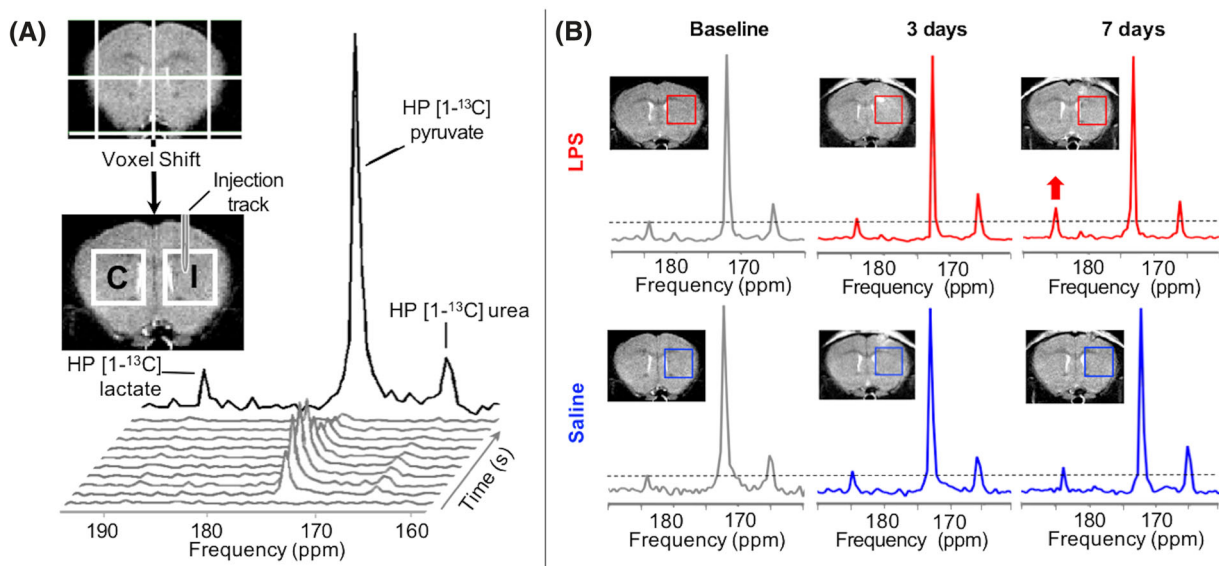 (A)
Voxel Shift
Injection
track
C
I
HP [1-¹³C]
pyruvate
HP [1-¹³C] urea
HP [1-¹³C]
lactate
Time (s)
190
180
170
160
Frequency (ppm)
(B)
Baseline
3 days
7 days
LPS
180
170
Frequency (ppm)
180
170
Frequency (ppm)
180
170
Frequency (ppm)
Saline
180
170
Frequency (ppm)
180
170
Frequency (ppm)
180
170
Frequency (ppm)